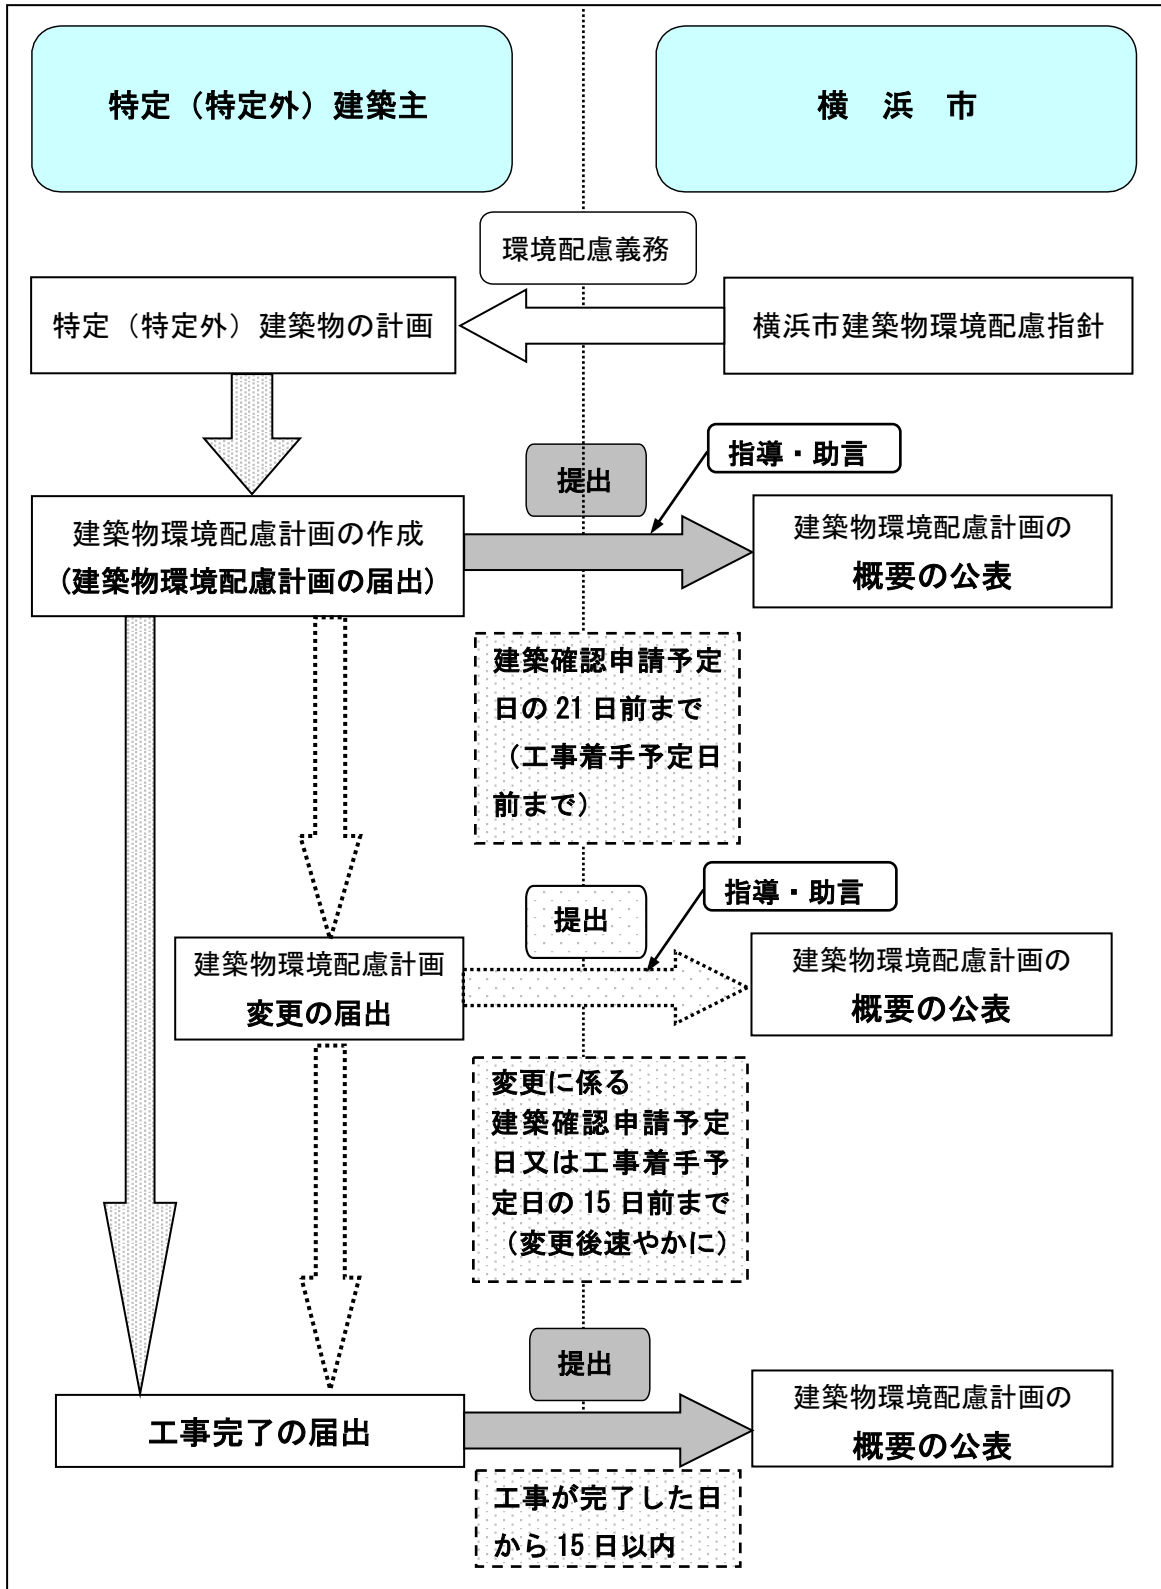 特定（特定外）建築主
横　浜　市
環境配慮義務
特定（特定外）建築物の計画
横浜市建築物環境配慮指針
提出
指導・助言
建築物環境配慮計画の作成
(建築物環境配慮計画の届出)
建築物環境配慮計画の
概要の公表
建築確認申請予定
日の 21 日前まで
（工事着手予定日
前まで）
提出
指導・助言
建築物環境配慮計画
変更の届出
建築物環境配慮計画の
概要の公表
変更に係る
建築確認申請予定
日又は工事着手予
定日の 15 日前まで
（変更後速やかに）
提出
工事完了の届出
建築物環境配慮計画の
概要の公表
工事が完了した日
から 15 日以内